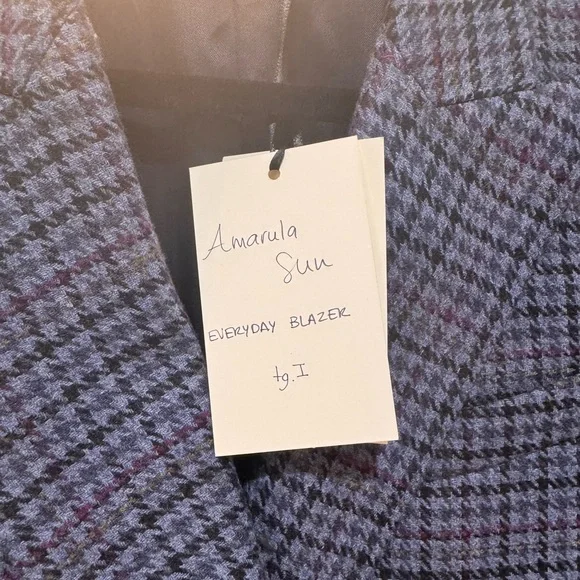 Amarula
Sun
EVERYDAY BLAZER
tg. I